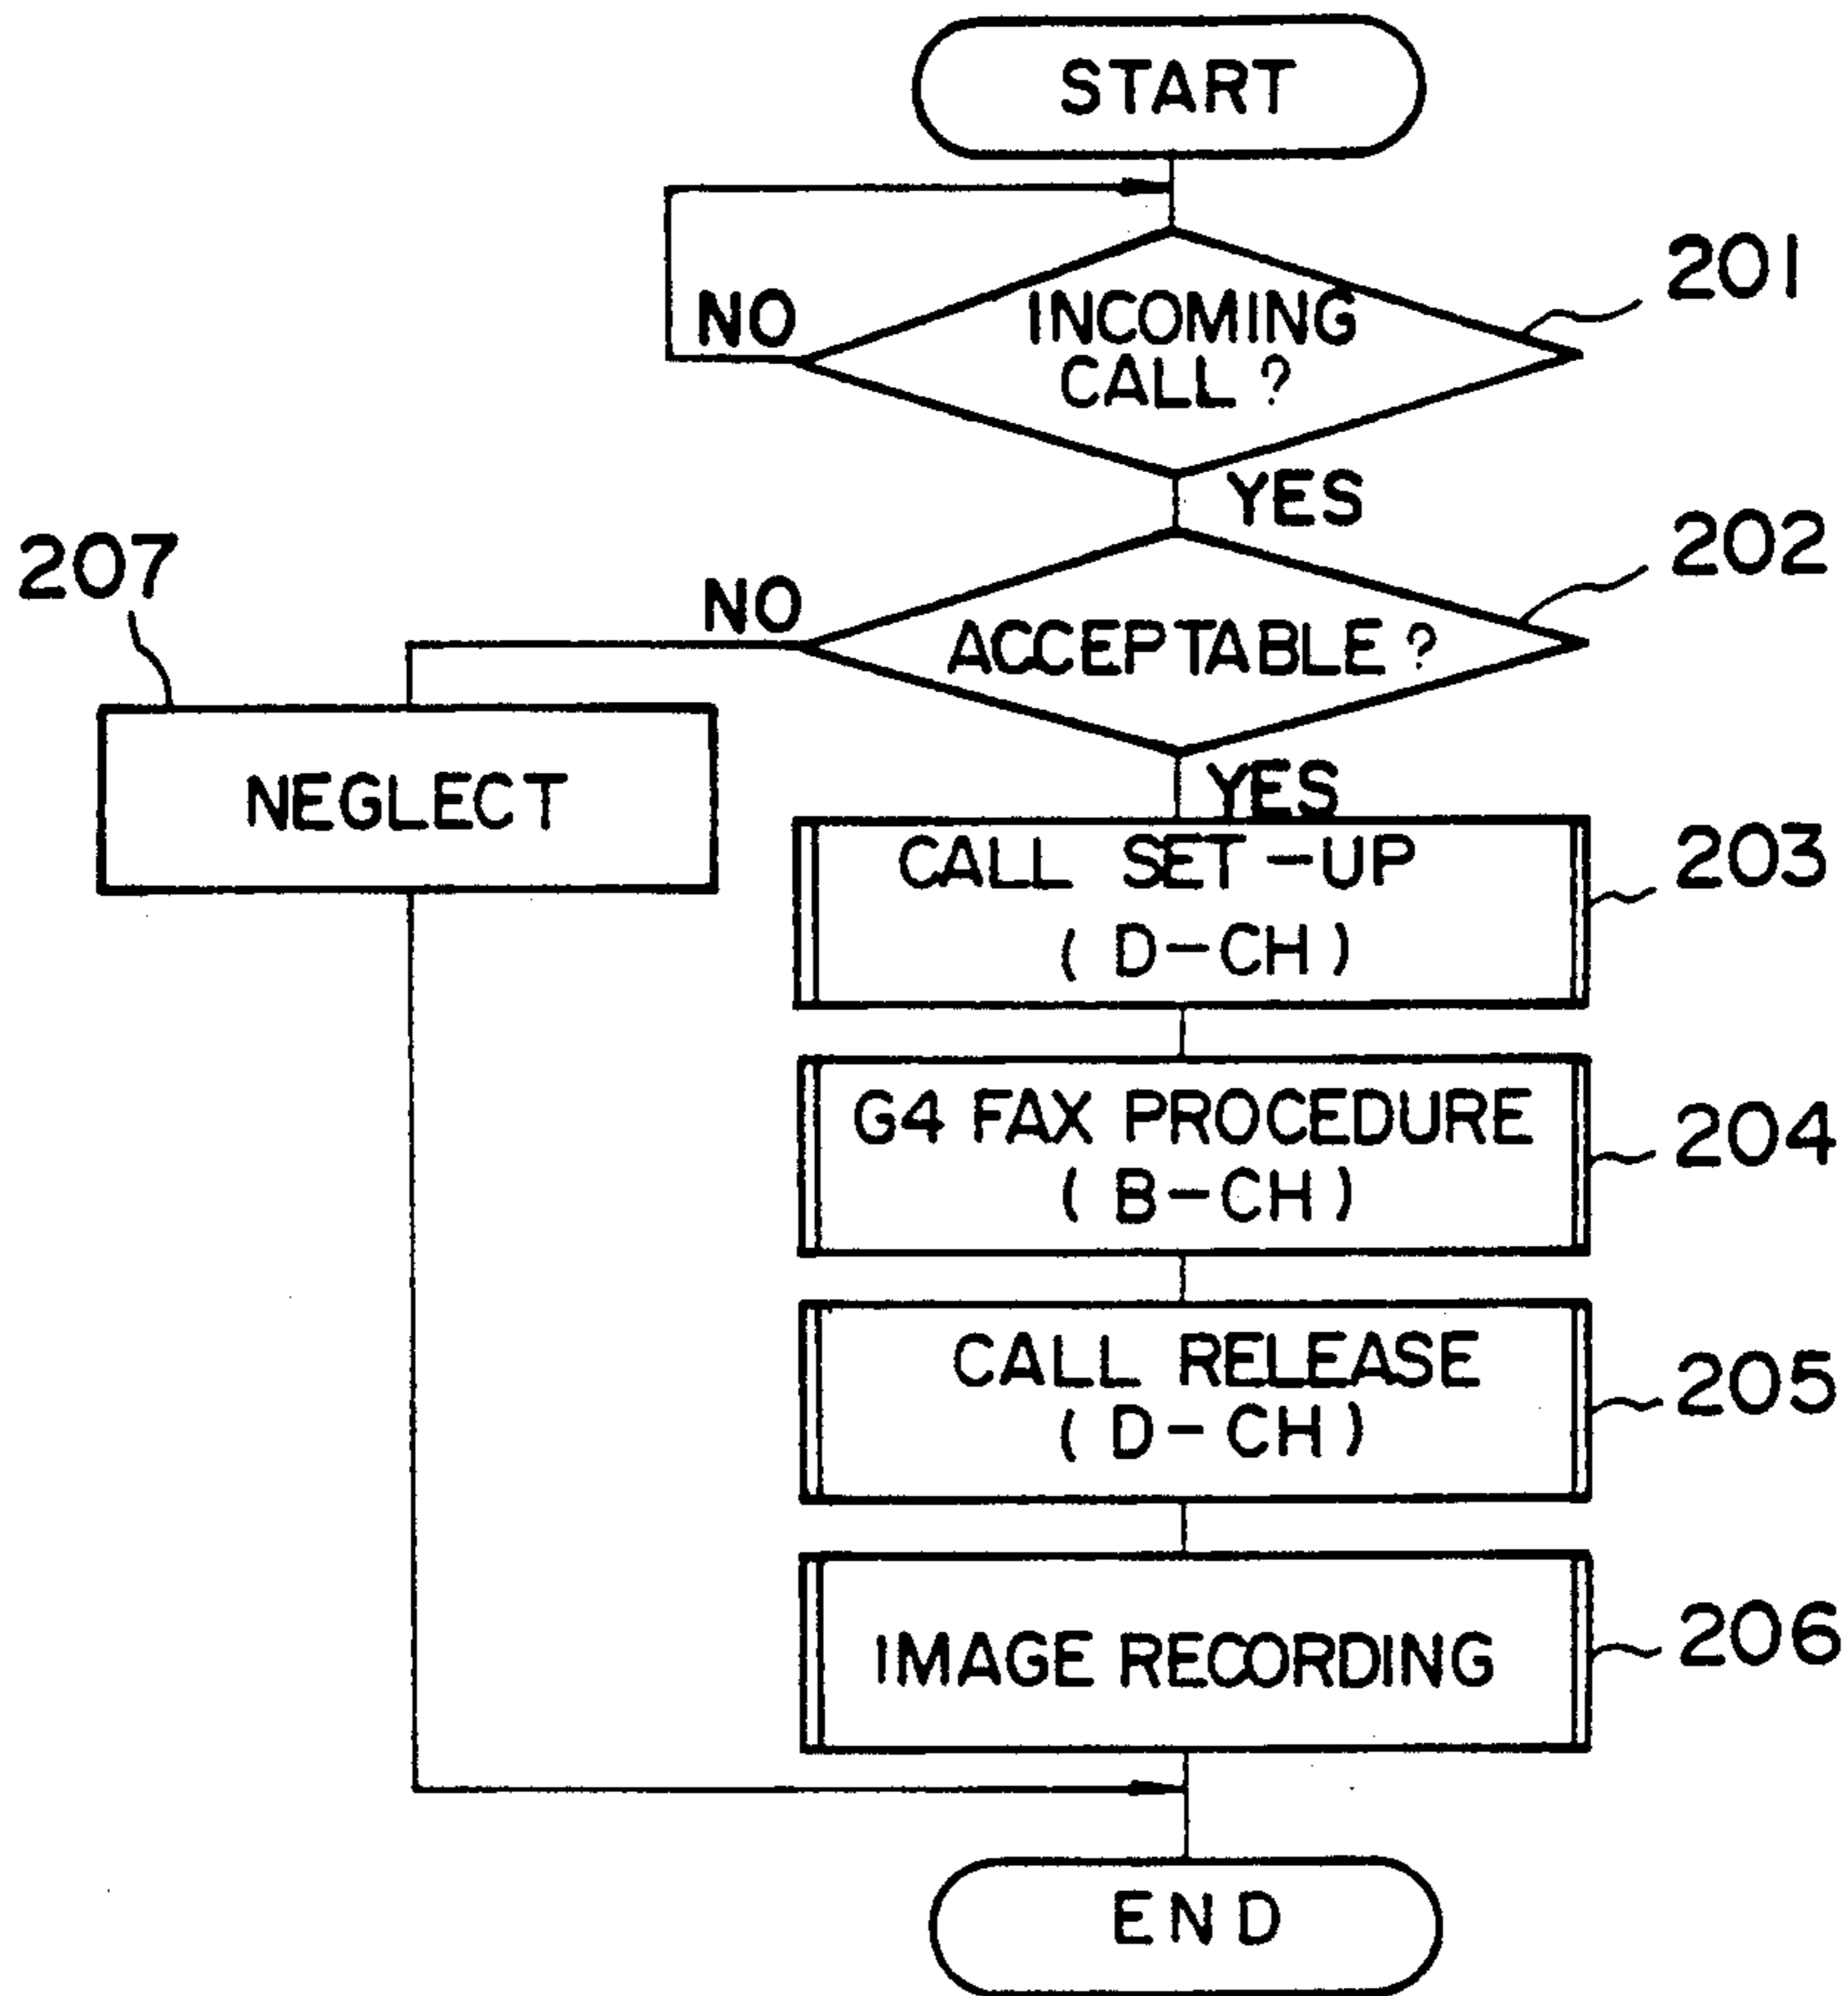 START
201
NO
INCOMING
CALL?
YES
202
207
NO
ACCEPTABLE?
NEGLECT
YES
CALL SET-UP
(D-CH)
203
G4 FAX PROCEDURE
(B-CH)
204
CALL RELEASE
(D-CH)
205
IMAGE RECORDING
206
END